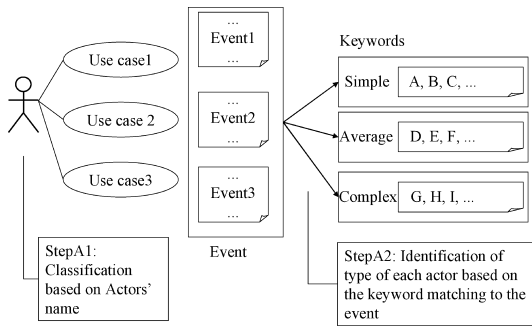 Use case1
Use case 2
Use case3
...
Event1
...
...
Event2
...
...
Event3
...
Event
Keywords
Simple
A, B, C, ...
Average
D, E, F, ...
Complex
G, H, I, ...
StepA1:
Classification
based on Actors'
name
StepA2: Identification of
type of each actor based on
the keyword matching to the
event